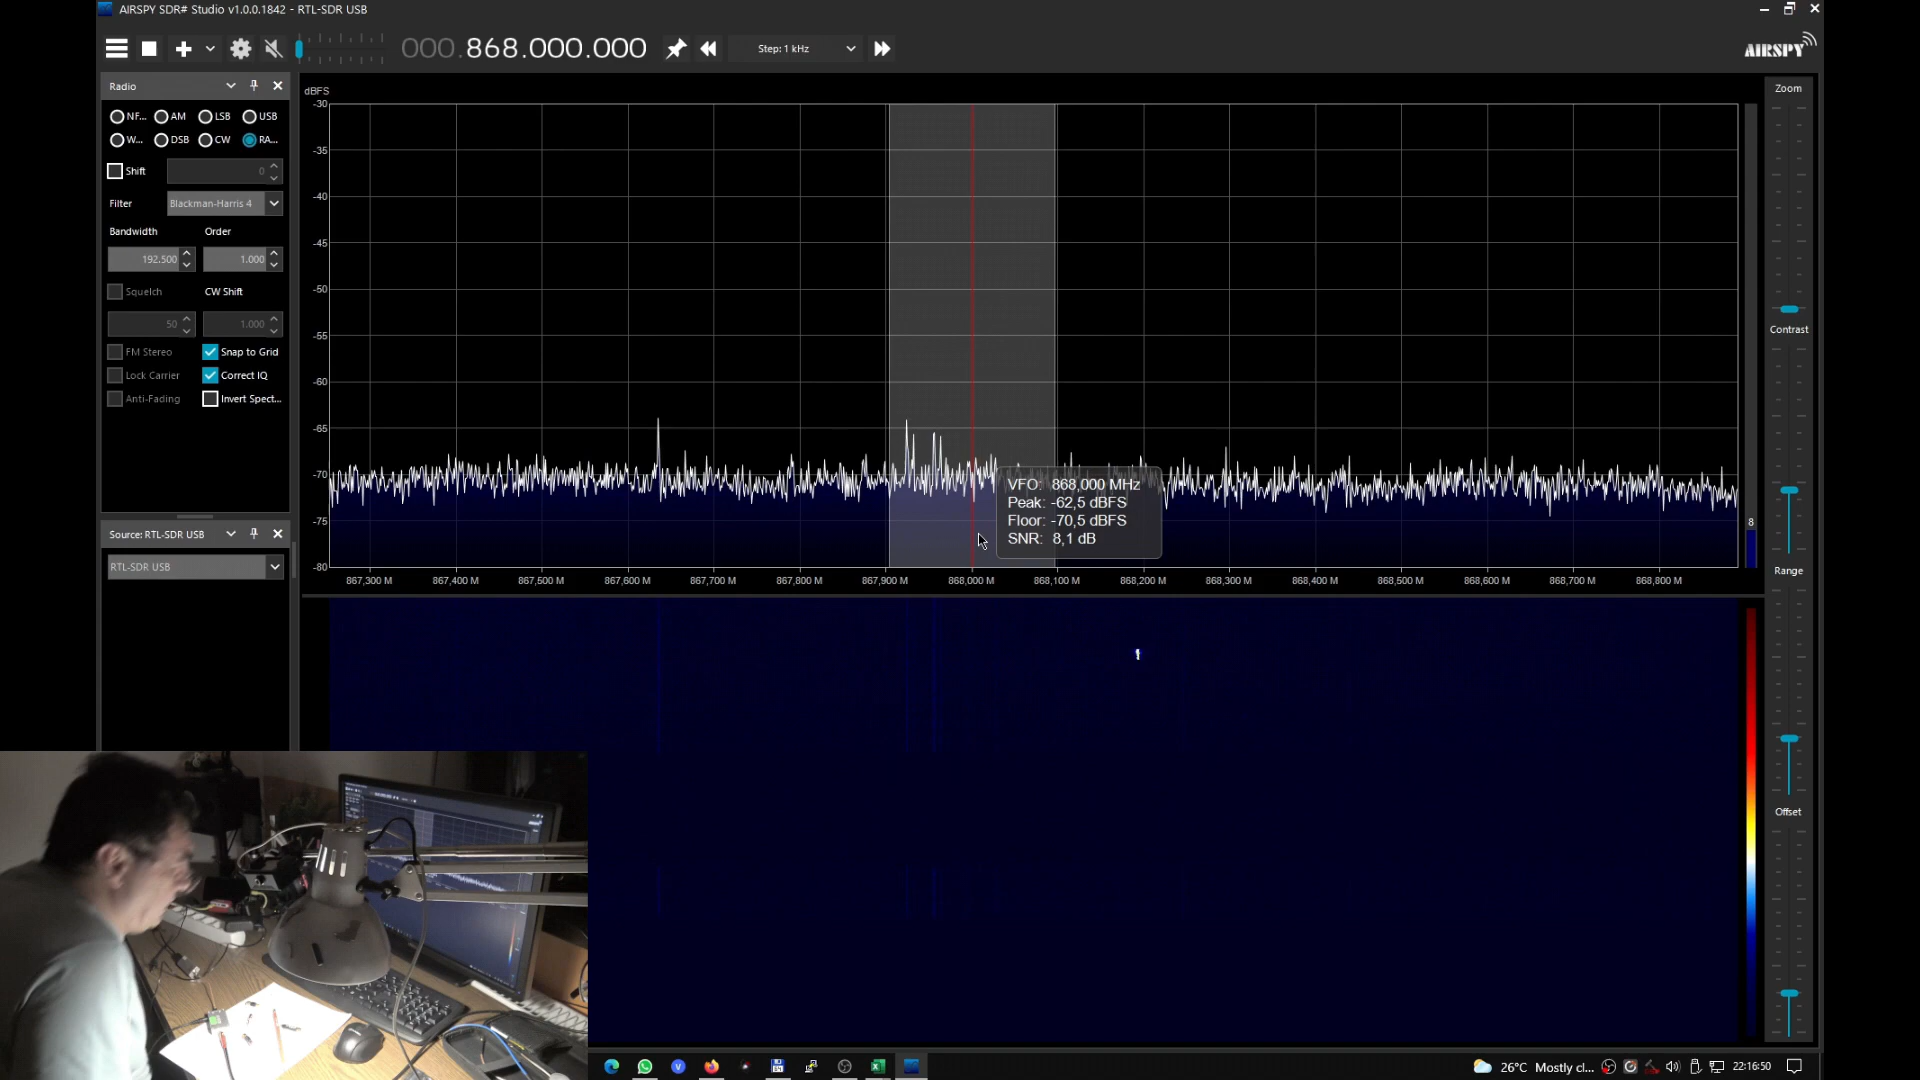 AIRSPY SDR# Studio v1.0.0.1842 - RTL-SDR USB
000.868.000.000
Step: 1 kHz
AIRSPY
Radio
NF... AM LSB USB
W... DSB CW RA...
Shift 0
Filter Blackman-Harris 4
Bandwidth Order
192.500 1.000
Squelch CW Shift
50 1.000
FM Stereo Snap to Grid
Lock Carrier Correct IQ
Anti-Fading Invert Spect...
Source: RTL-SDR USB
RTL-SDR USB
dBFS
-30
-35
-40
-45
-50
-55
-60
-65
-70
-75
-80
867,300 M 867,400 M 867,500 M 867,600 M 867,700 M 867,800 M 867,900 M 868,000 M 868,100 M 868,200 M 868,300 M 868,400 M 868,500 M 868,600 M 868,700 M 868,800 M
VFO: 868,000 MHz
Peak: -62,5 dBFS
Floor: -70,5 dBFS
SNR: 8,1 dB
8
Zoom
Contrast
Range
Offset
26°C Mostly cl...
22:16:50